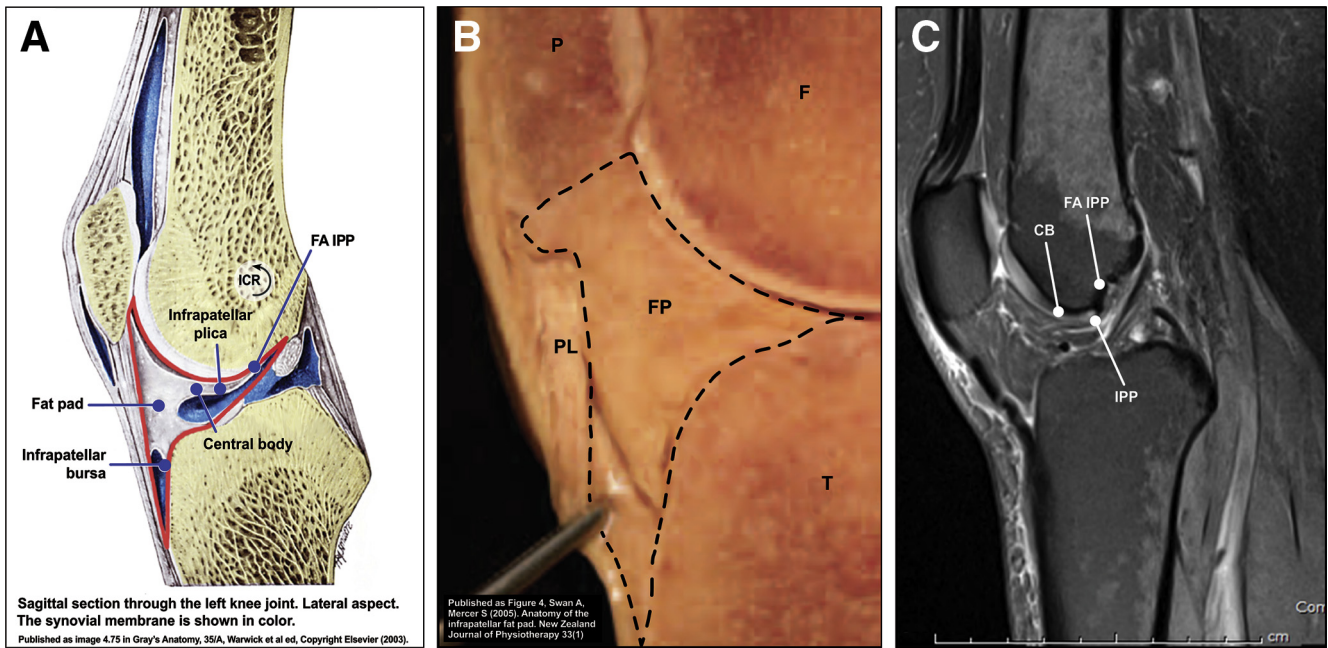 A
FA IPP
ICR
Infrapatellar
plica
Fat pad
Central body
Infrapatellar
bursa
Sagittal section through the left knee joint. Lateral aspect.
The synovial membrane is shown in color.
Published as image 4.75 in Gray's Anatomy, 35/A, Warwick et al ed, Copyright Elsevier (2003).
B
P
F
FP
PL
T
Published as Figure 4, Swan A,
Mercer S (2005). Anatomy of the
infrapatellar fat pad. New Zealand
Journal of Physiotherapy 33(1)
C
FA IPP
CB
IPP
Com
cm